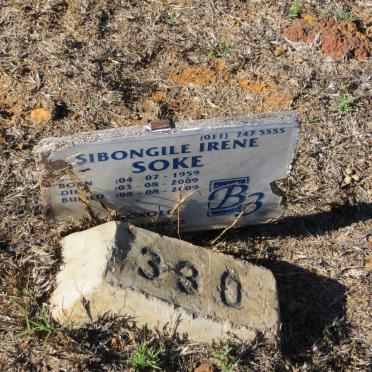 (011) 747 5555
SIBONGILE IRENE
SOKE
BORN :04 - 07 - 1959
DIED :03 - 08 - 2009
BURIED :08 - 08 - 2009
B3
330